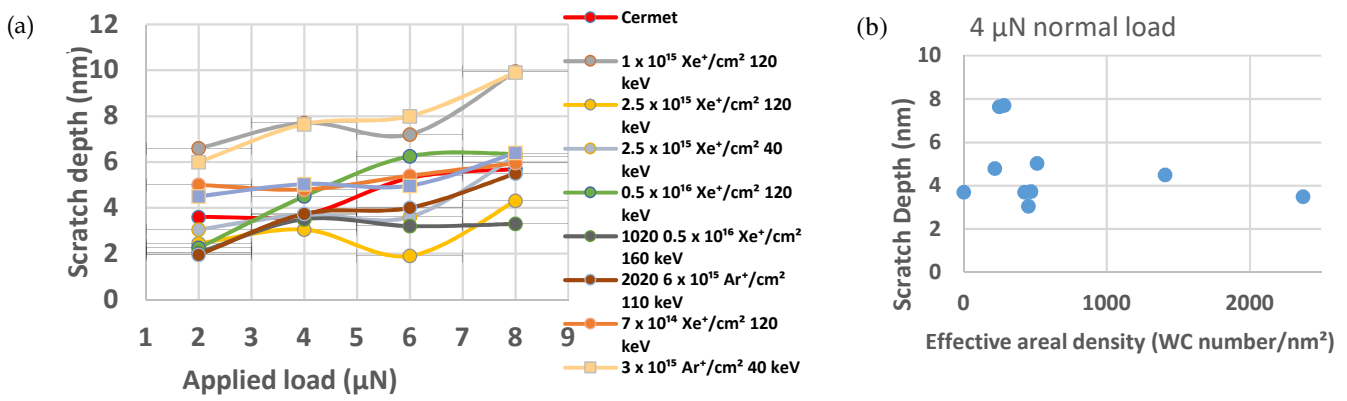 (a)
12
10
8
6
4
2
0
1 2 3 4 5 6 7 8 9
Scratch depth (nm)
Applied load (µN)
Cermet
1 x 10¹⁵ Xe⁺/cm² 120
keV
2.5 x 10¹⁵ Xe⁺/cm² 120
keV
2.5 x 10¹⁵ Xe⁺/cm² 40
keV
0.5 x 10¹⁶ Xe⁺/cm² 120
keV
1020 0.5 x 10¹⁶ Xe⁺/cm²
160 keV
2020 6 x 10¹⁵ Ar⁺/cm²
110 keV
7 x 10¹⁴ Xe⁺/cm² 120
keV
3 x 10¹⁵ Ar⁺/cm² 40 keV
(b)
4 µN normal load
10
8
6
4
2
0
0 1000 2000
Scratch Depth (nm)
Effective areal density (WC number/nm²)